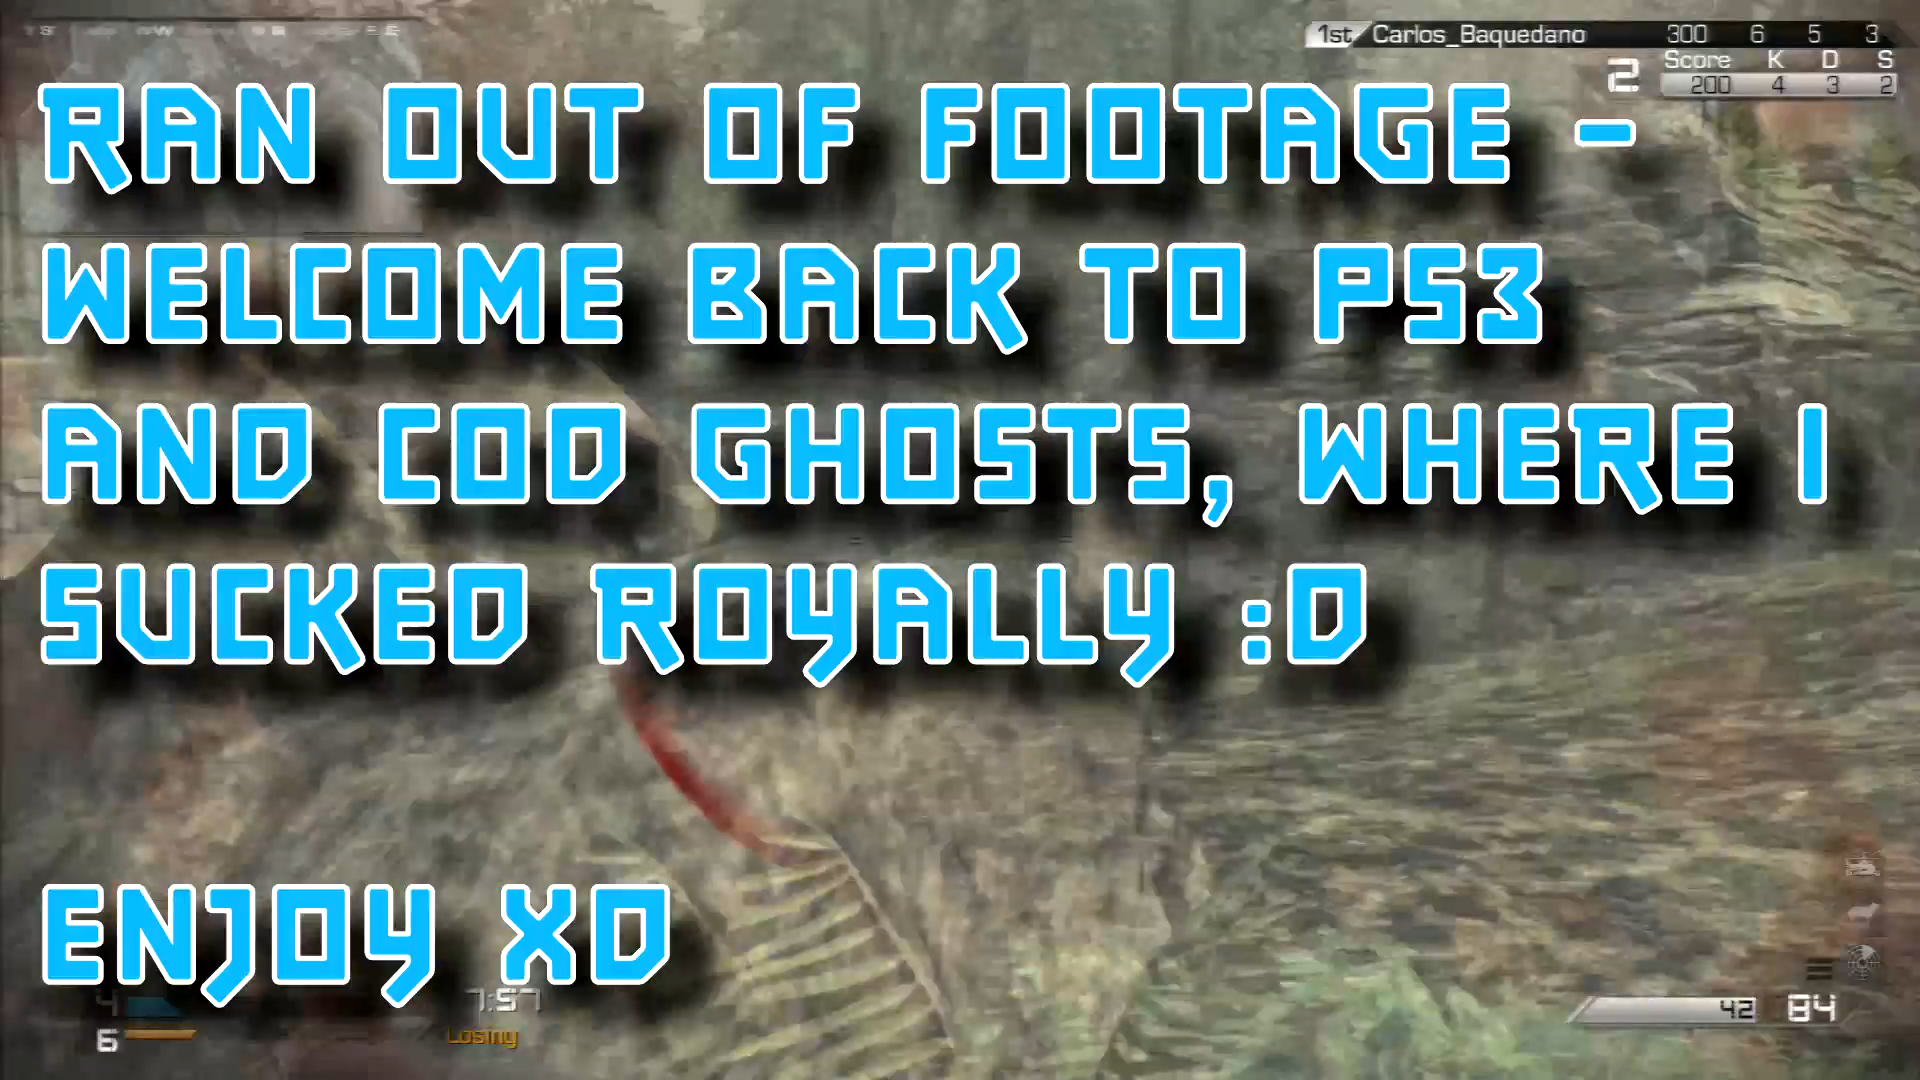 1st Carlos_Baquedano 300 6 5 3
Score K D S
2 200 4 3 2
RAN OUT OF FOOTAGE -
WELCOME BACK TO PS3
AND COD GHOSTS, WHERE I
SUCKED ROYALLY :D
ENJOY XD
4
7:57
6
Losing
42 84